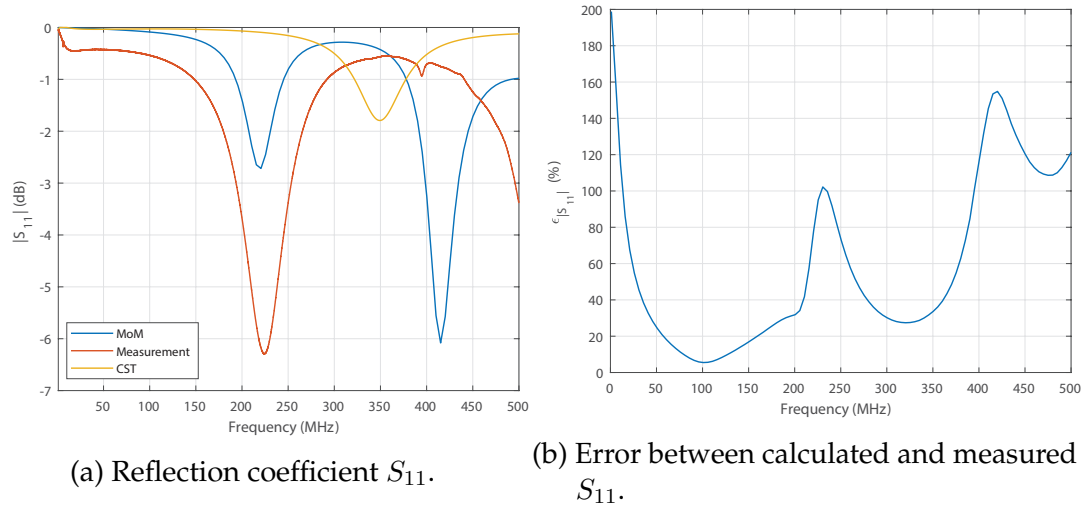 0
-1
-2
-3
-4
-5
-6
-7
|S 11 | (dB)
MoM
Measurement
CST
50 100 150 200 250 300 350 400 450 500
Frequency (MHz)
(a) Reflection coefficient S11.
200
180
160
140
120
100
80
60
40
20
0
ϵ|S 11| (%)
0 50 100 150 200 250 300 350 400 450 500
Frequency (MHz)
(b) Error between calculated and measured
S11.